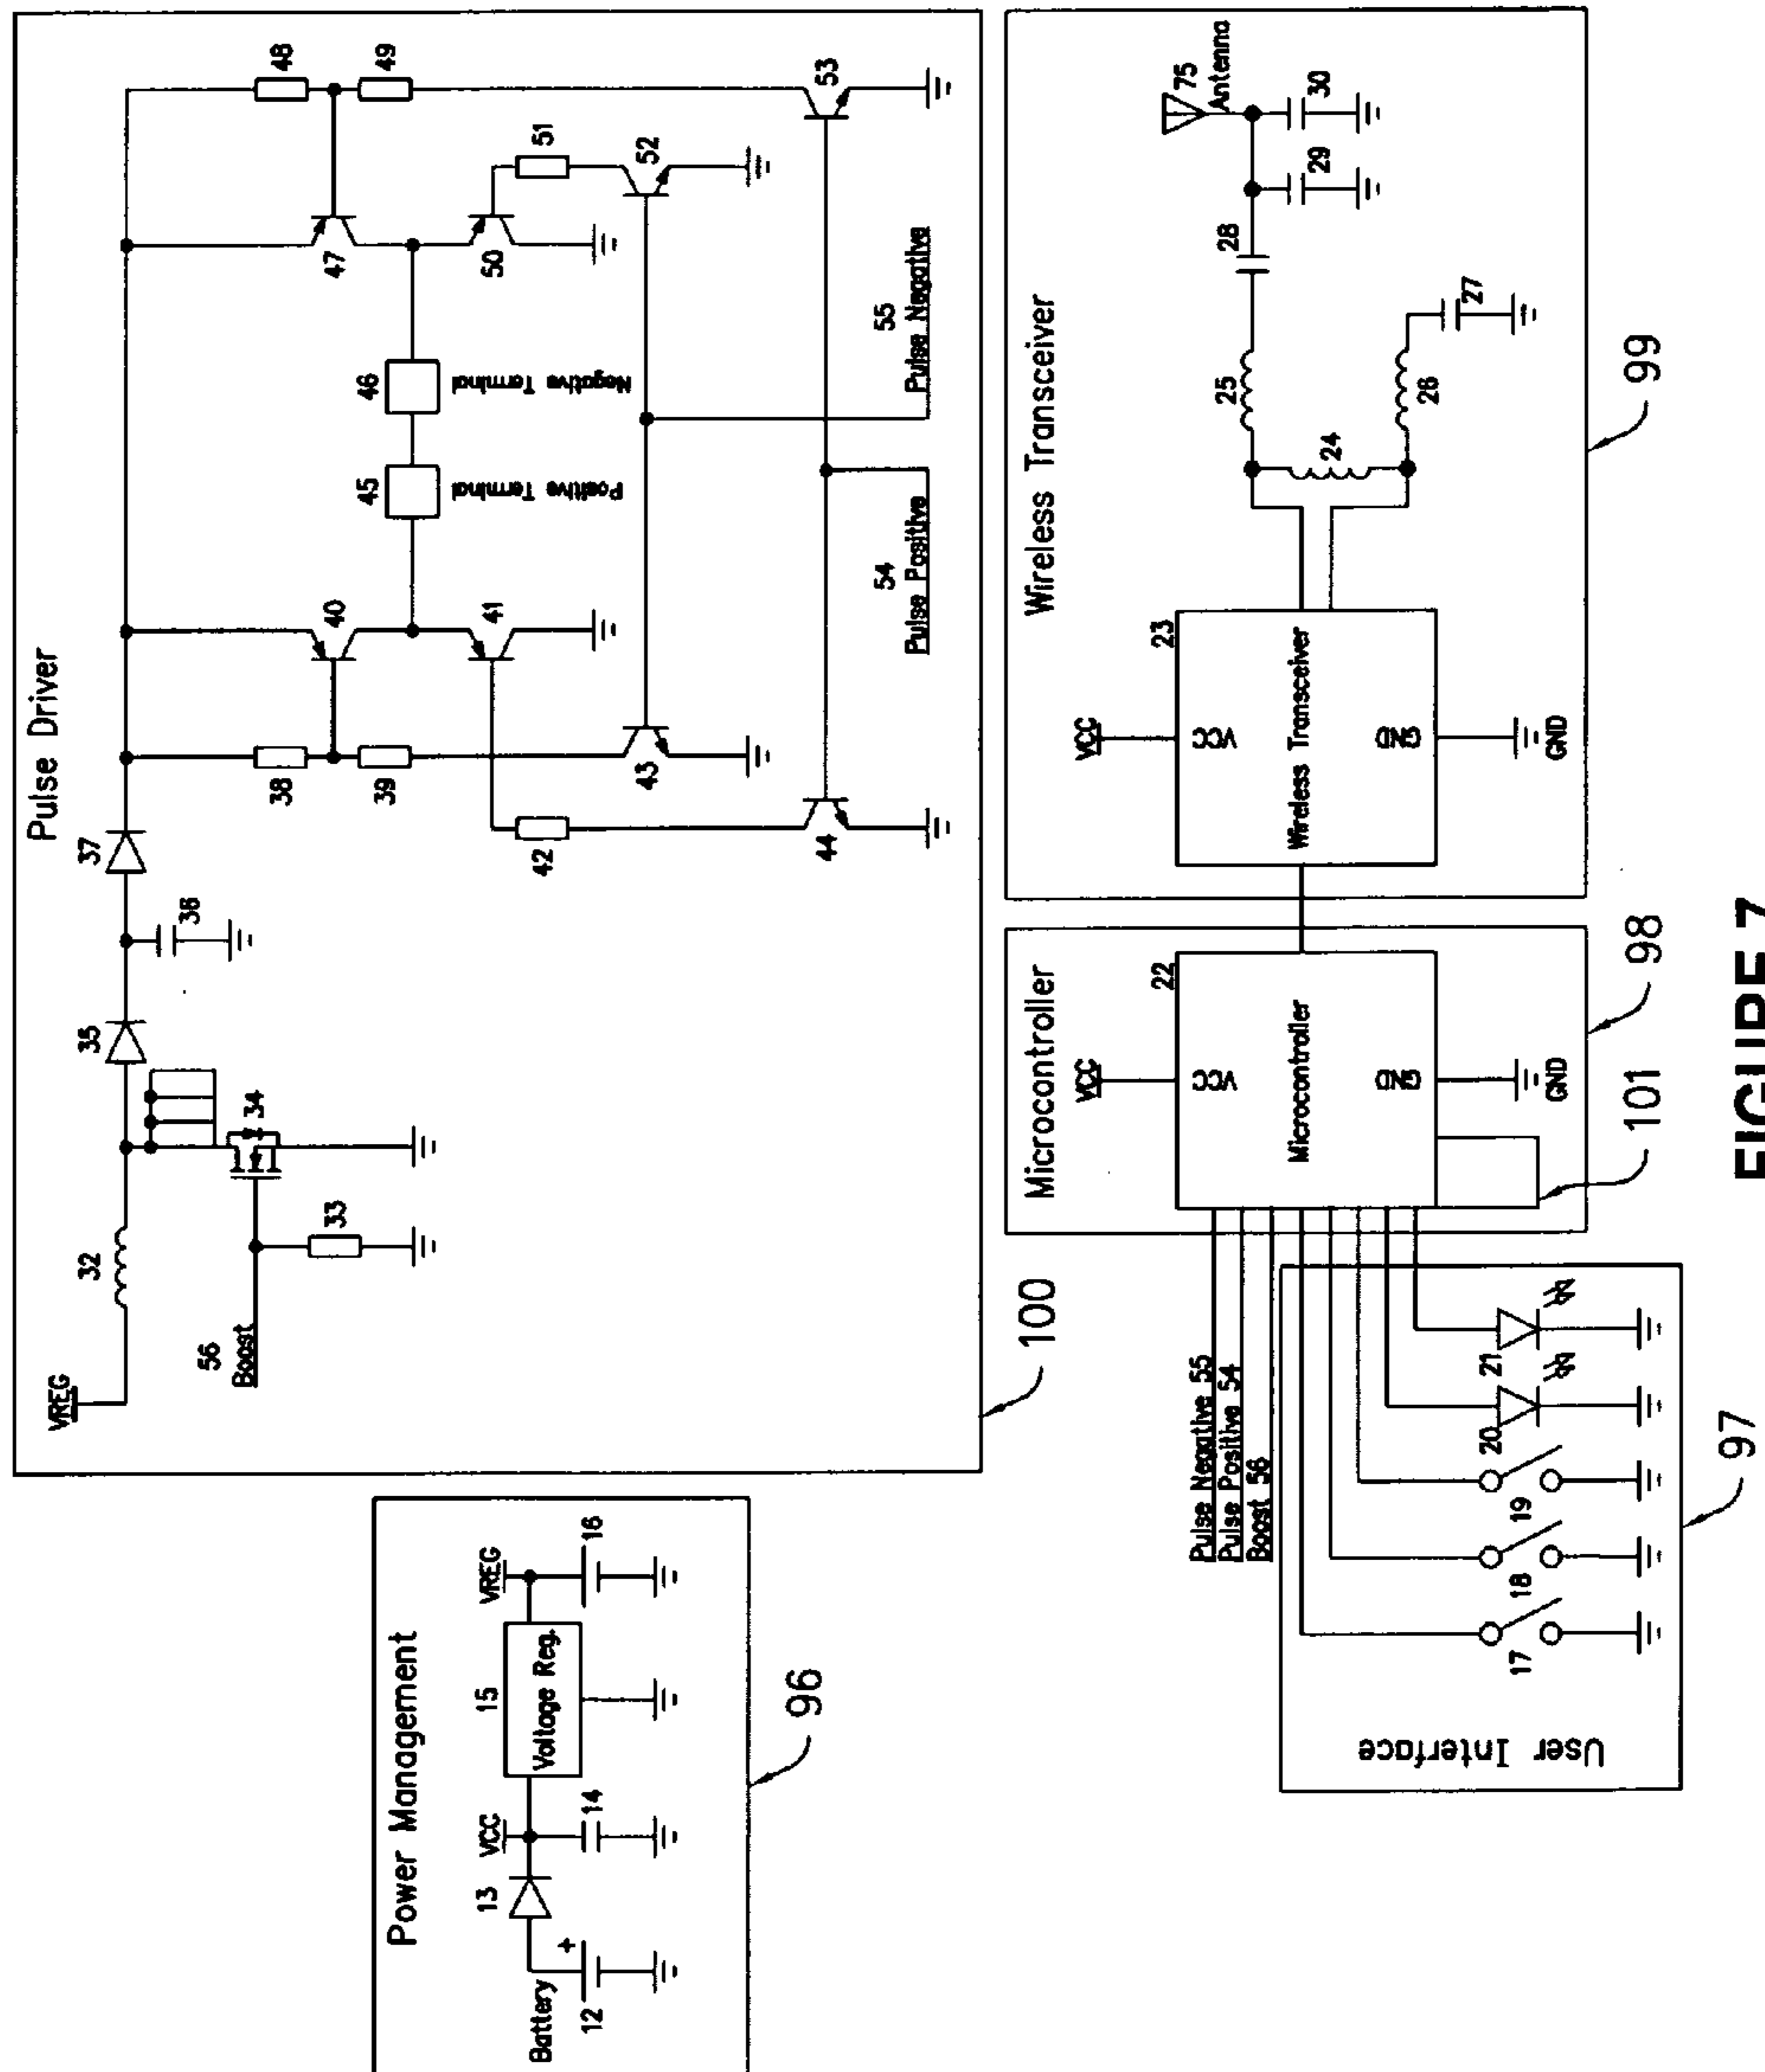 Pulse Driver
VREG
32
35
36
37
34
33
56
Boost
38
39
40
41
42
43
44
45
Positive Terminal
46
Negative Terminal
47
48
49
50
51
52
53
54
Pulse Positive
55
Pulse Negative
100
Power Management
Battery
12
+
13
VCC
14
15
Voltage Reg.
VREG
16
96
Microcontroller
VCC
22
VCC
Microcontroller
GND
GND
98
101
Pulse Negative 55
Pulse Positive 54
Boost 56
User Interface
17
18
19
20
21
97
Wireless Transceiver
VCC
23
VCC
Wireless Transceiver
GND
GND
24
25
26
27
28
29
30
75
Antenna
99
FIGURE 7